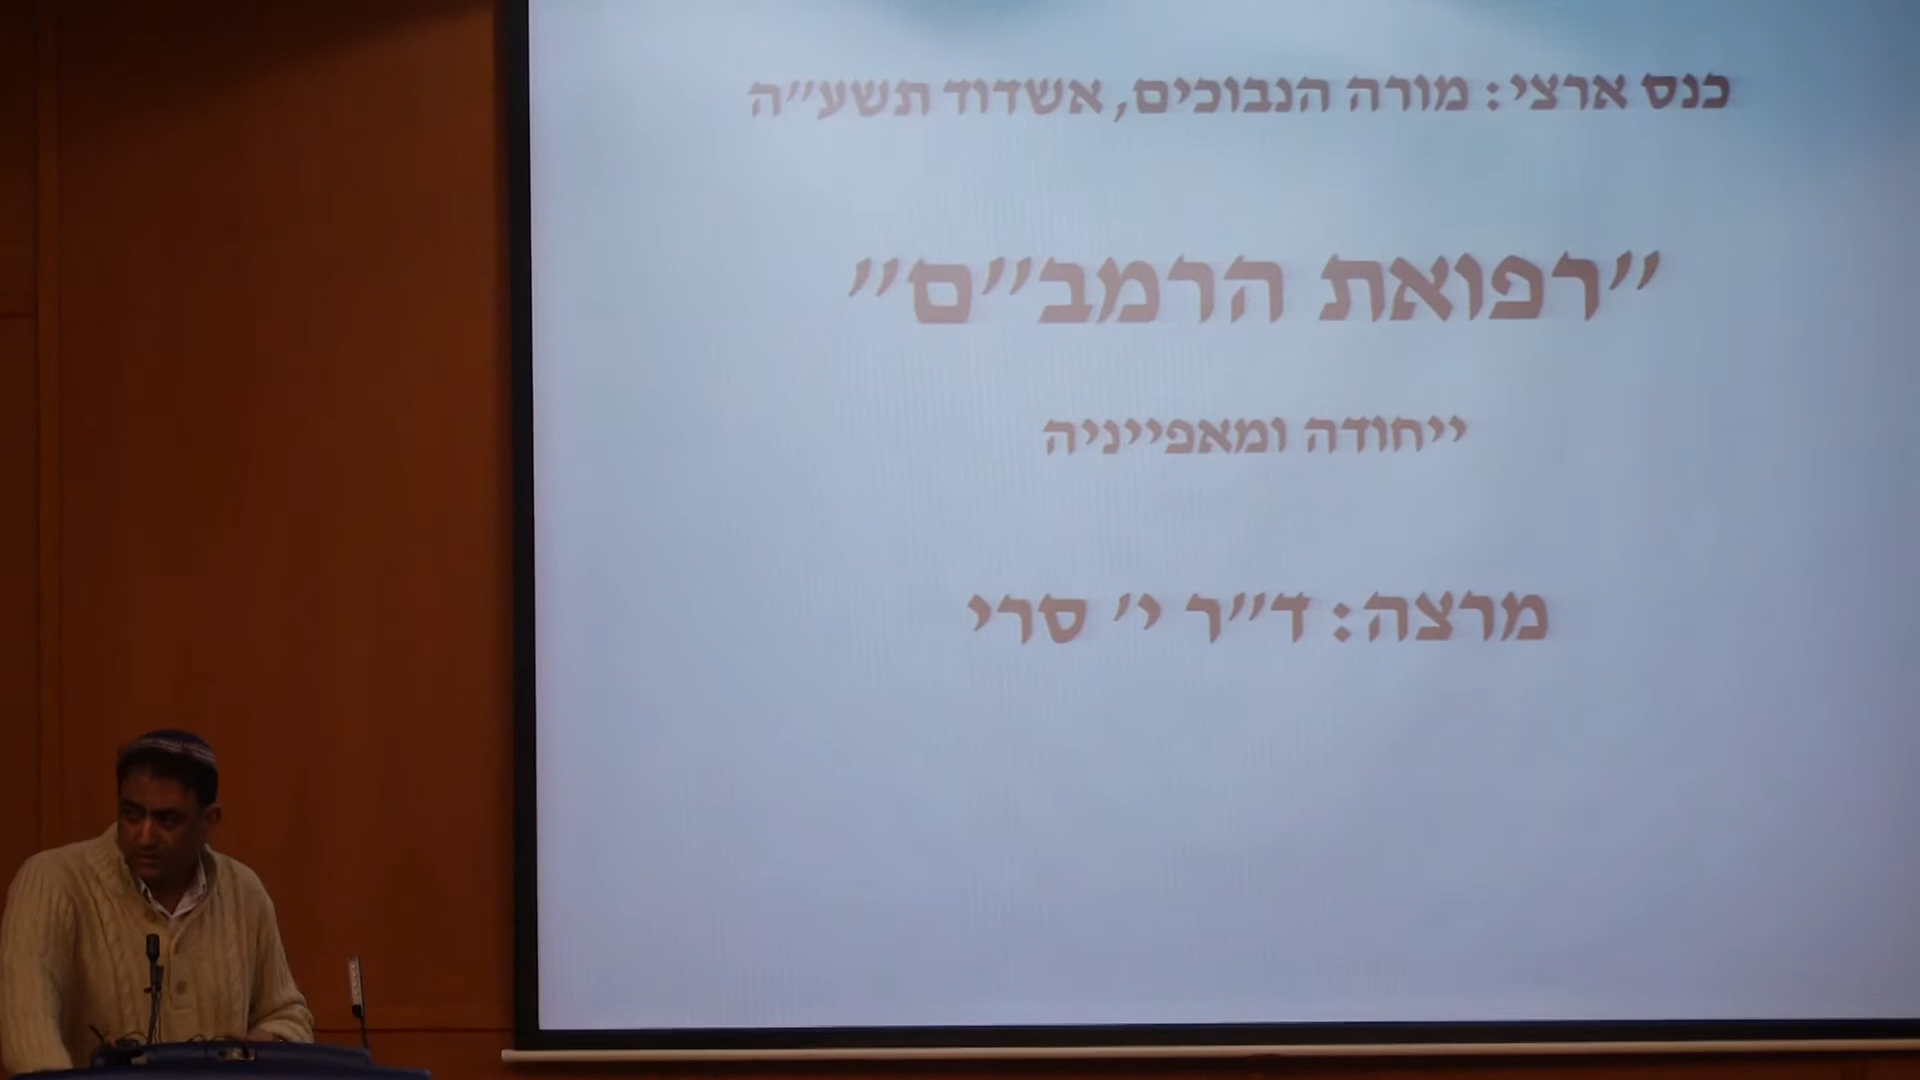 כנס ארצי: מורה הנבוכים, אשדוד תשע״ה
״רפואת הרמב״ם״
ייחודה ומאפייניה
מרצה: ד״ר י׳ סרי